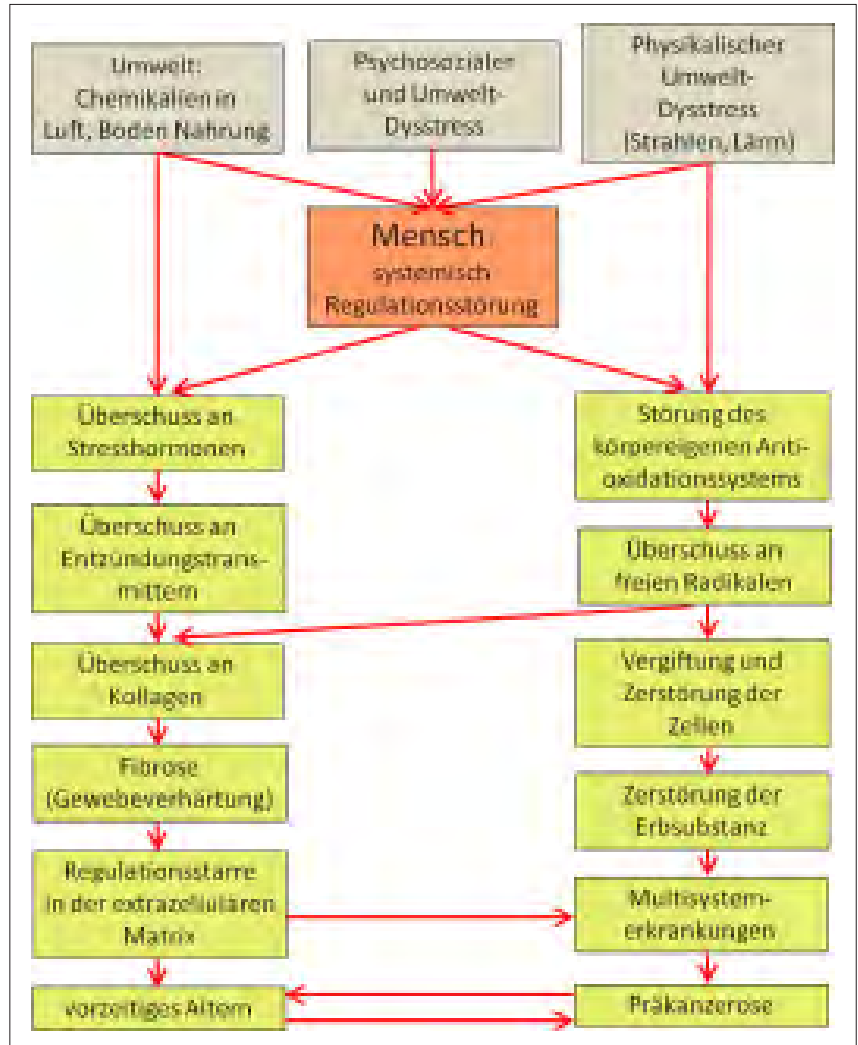 Umwelt:
Chemikalien in
Luft, Boden Nahrung
Psychosozialer
und Umwelt-
Dysstress
Physikalischer
Umwelt-
Dysstress
(Strahlen, Lärm)
Mensch
systemisch
Regulationsstörung
Überschuss an
Stresshormonen
Störung des
körpereigenen Anti-
oxidationssystems
Überschuss an
Entzündungstrans-
mittern
Überschuss an
freien Radikalen
Überschuss an
Kollagen
Vergiftung und
Zerstörung der
Zellen
Fibrose
(Gewebeverhärtung)
Zerstörung der
Erbsubstanz
Regulationsstarre
in der extrazellulären
Matrix
Multisystem-
erkrankungen
vorzeitiges Altern
Präkanzerose